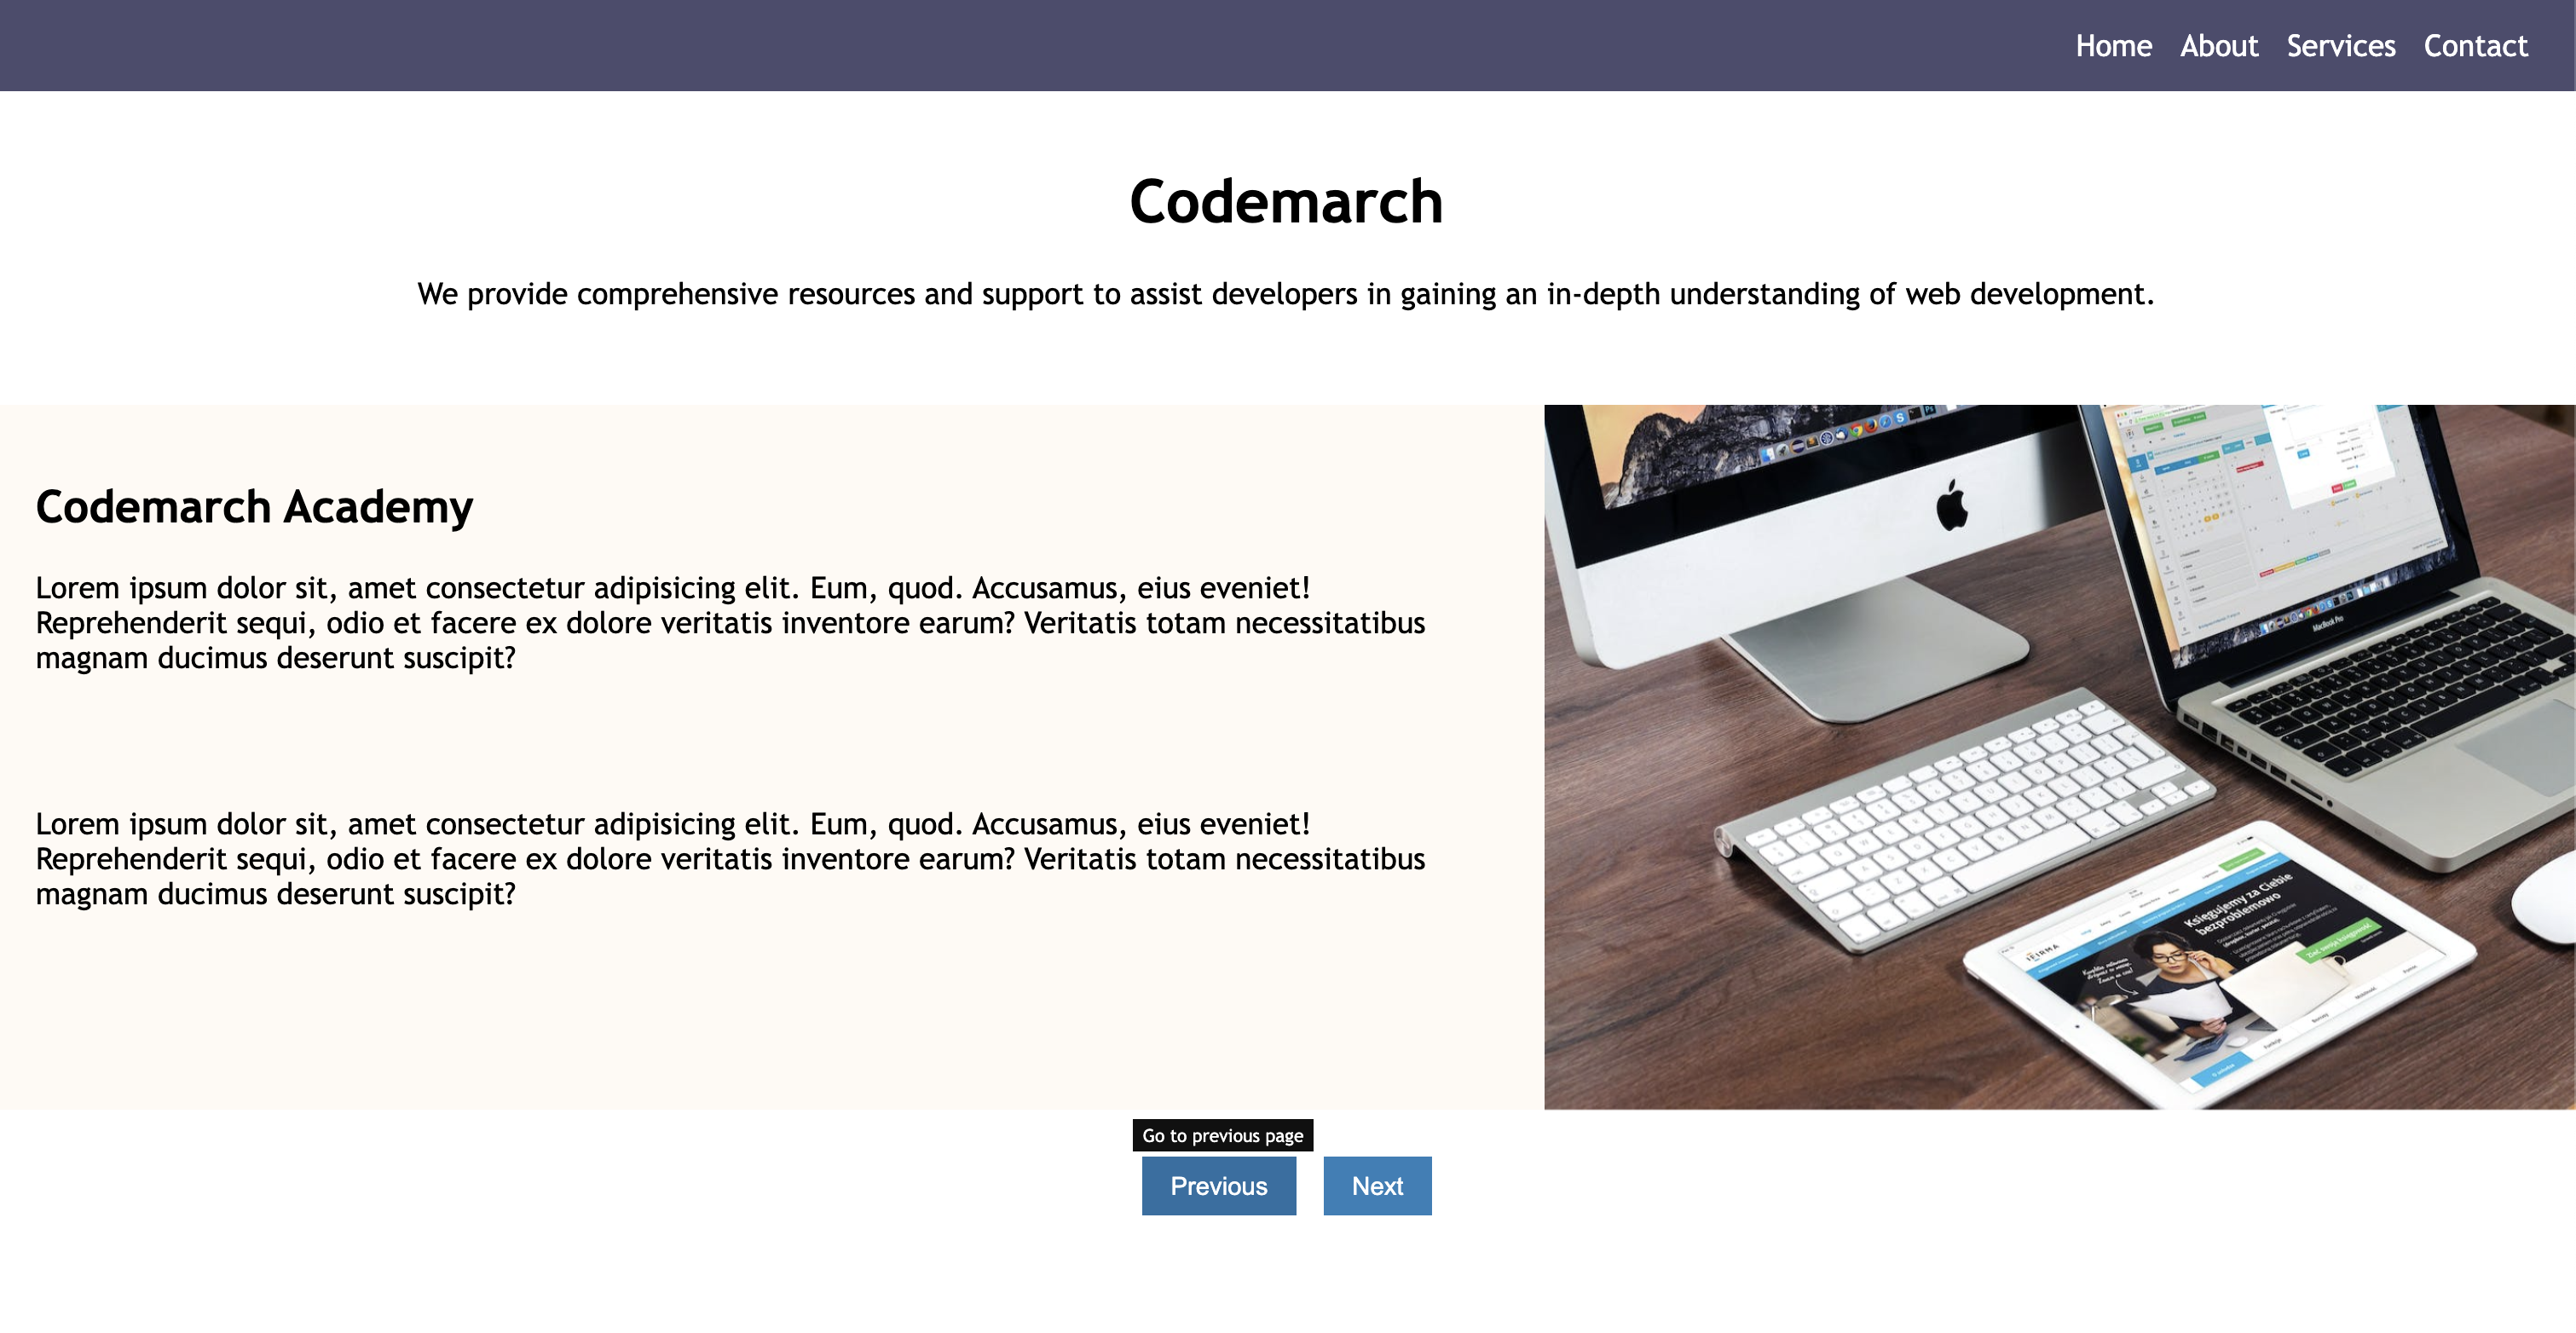 Home About Services Contact
Codemarch
We provide comprehensive resources and support to assist developers in gaining an in-depth understanding of web development.
Codemarch Academy
Lorem ipsum dolor sit, amet consectetur adipisicing elit. Eum, quod. Accusamus, eius eveniet!
Reprehenderit sequi, odio et facere ex dolore veritatis inventore earum? Veritatis totam necessitatibus
magnam ducimus deserunt suscipit?
Lorem ipsum dolor sit, amet consectetur adipisicing elit. Eum, quod. Accusamus, eius eveniet!
Reprehenderit sequi, odio et facere ex dolore veritatis inventore earum? Veritatis totam necessitatibus
magnam ducimus deserunt suscipit?
MacBook Pro
IFIRMA
Księgujemy za Ciebie
bezproblemowo
Go to previous page
Previous Next